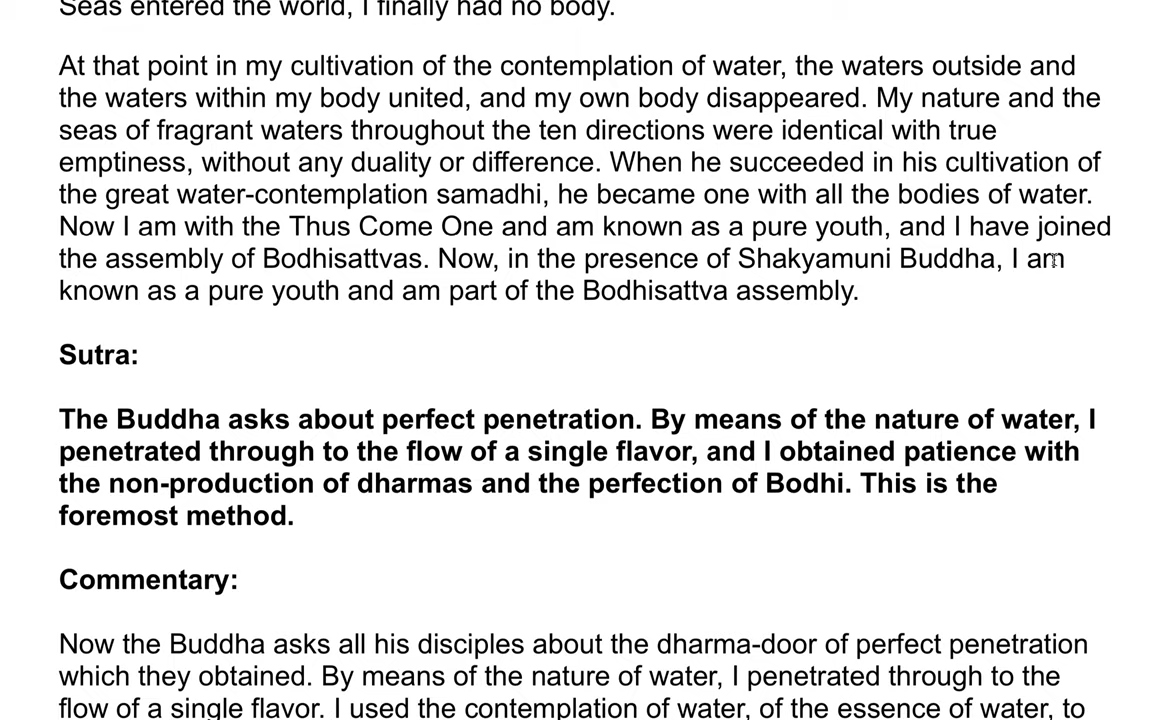 Seas entered the world, I finally had no body.
At that point in my cultivation of the contemplation of water, the waters outside and
the waters within my body united, and my own body disappeared. My nature and the
seas of fragrant waters throughout the ten directions were identical with true
emptiness, without any duality or difference. When he succeeded in his cultivation of
the great water-contemplation samadhi, he became one with all the bodies of water.
Now I am with the Thus Come One and am known as a pure youth, and I have joined
the assembly of Bodhisattvas. Now, in the presence of Shakyamuni Buddha, I am
known as a pure youth and am part of the Bodhisattva assembly.
Sutra:
The Buddha asks about perfect penetration. By means of the nature of water, I
penetrated through to the flow of a single flavor, and I obtained patience with
the non-production of dharmas and the perfection of Bodhi. This is the
foremost method.
Commentary:
Now the Buddha asks all his disciples about the dharma-door of perfect penetration
which they obtained. By means of the nature of water, I penetrated through to the
flow of a single flavor. I used the contemplation of water, of the essence of water, to